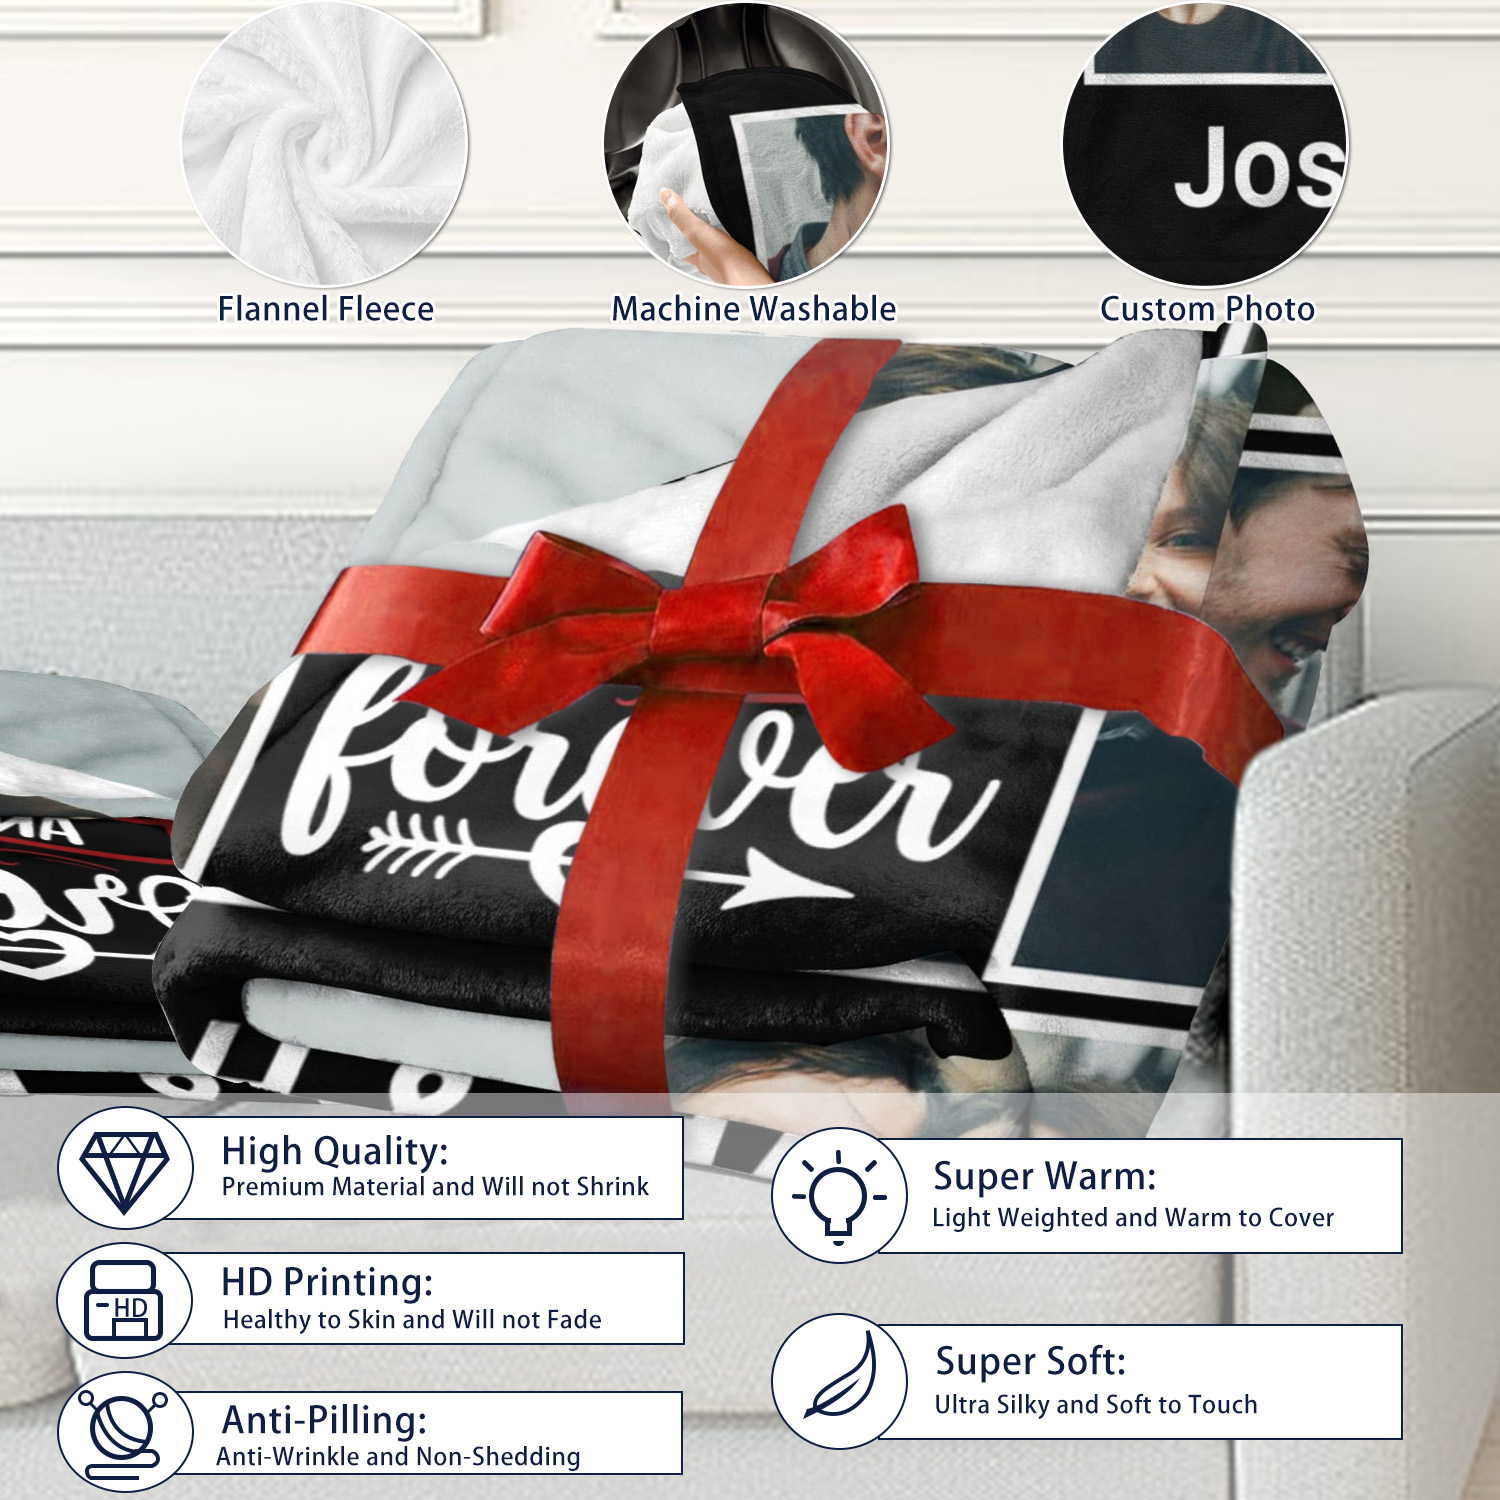 Jos
Flannel Fleece
Machine Washable
Custom Photo
forever
High Quality:
Premium Material and Will not Shrink
HD Printing:
Healthy to Skin and Will not Fade
HD
Anti-Pilling:
Anti-Wrinkle and Non-Shedding
Super Warm:
Light Weighted and Warm to Cover
Super Soft:
Ultra Silky and Soft to Touch